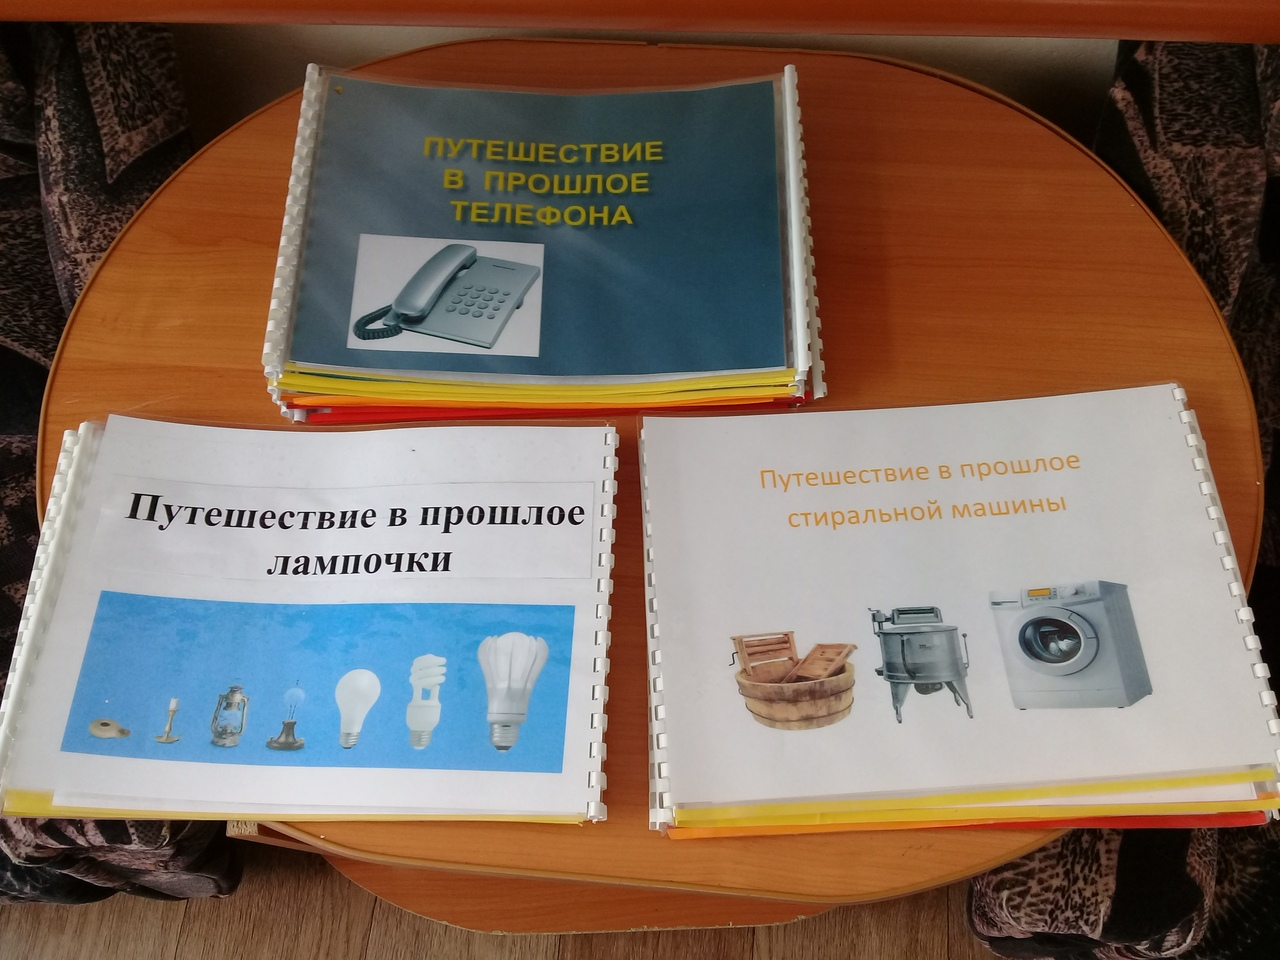 ПУТЕШЕСТВИЕ
В ПРОШЛОЕ
ТЕЛЕФОНА
Путешествие в прошлое
лампочки
Путешествие в прошлое
стиральной машины